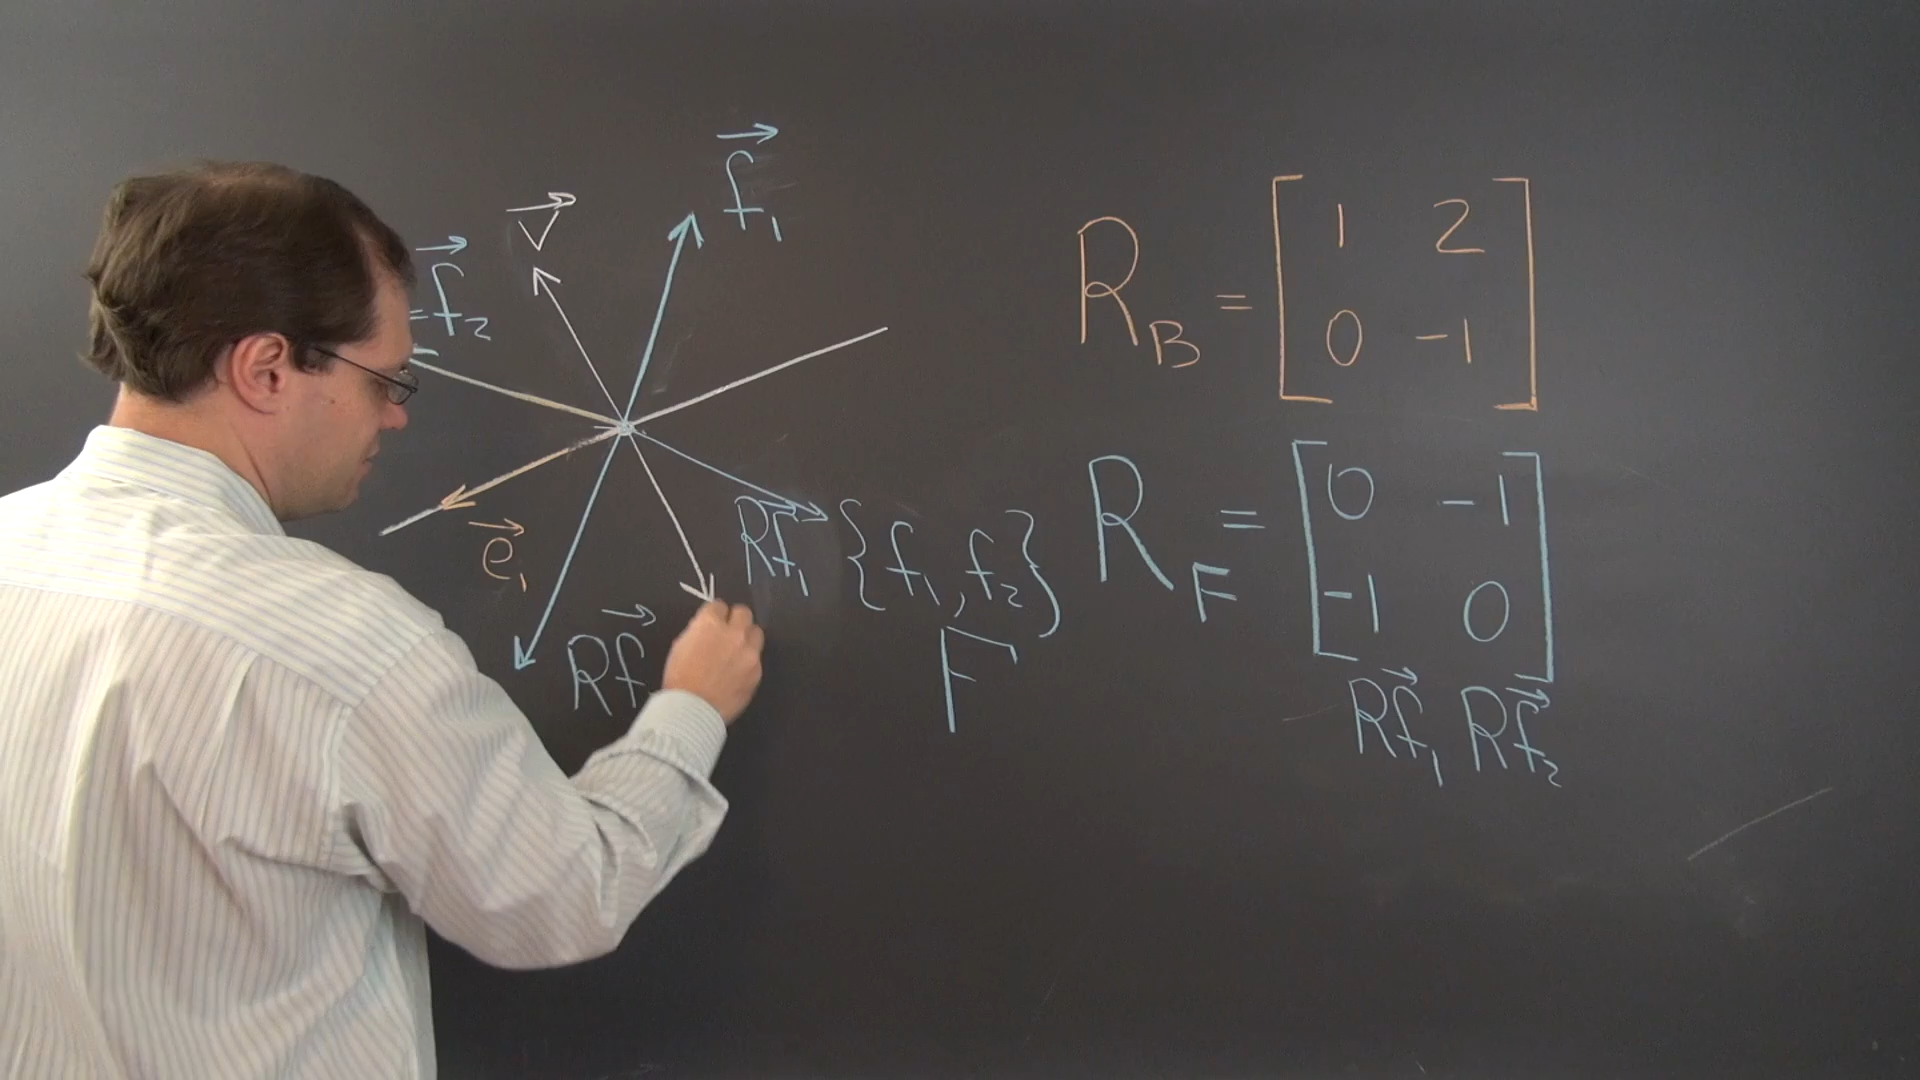 f⃗₁
v⃗
= f⃗₂
R_B = [ 1 2
0 -1 ]
e⃗₁
Rf⃗₁ {f₁, f₂}
F
R_F = [ 0 -1
-1 0 ]
Rf⃗
Rf⃗₁ Rf⃗₂